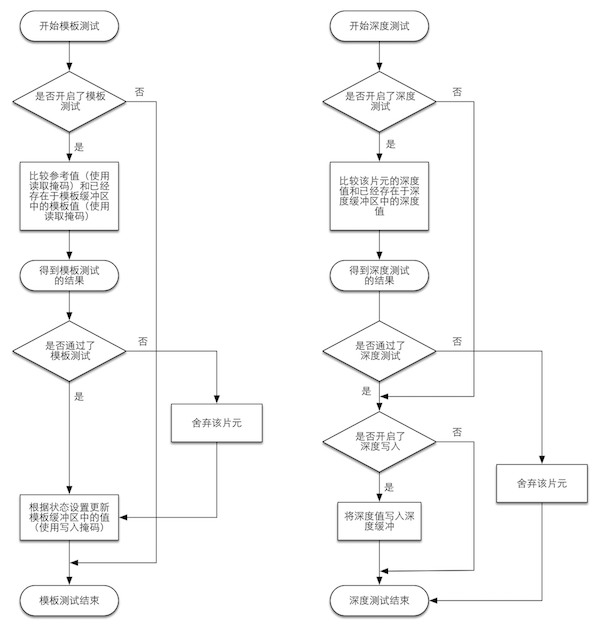 开始模板测试
是否开启了模板
测试
否
是
比较参考值（使用
读取掩码）和已经
存在于模板缓冲区
中的模板值（使用
读取掩码）
得到模板测试
的结果
是否通过了
模板测试
否
是
舍弃该片元
根据状态设置更新
模板缓冲区中的值
（使用写入掩码）
模板测试结束
开始深度测试
是否开启了深度
测试
否
是
比较该片元的深度
值和已经存在于深
度缓冲区中的深度
值
得到深度测试
的结果
是否通过了
深度测试
否
是
是否开启了
深度写入
否
是
舍弃该片元
将深度值写入深
度缓冲
深度测试结束